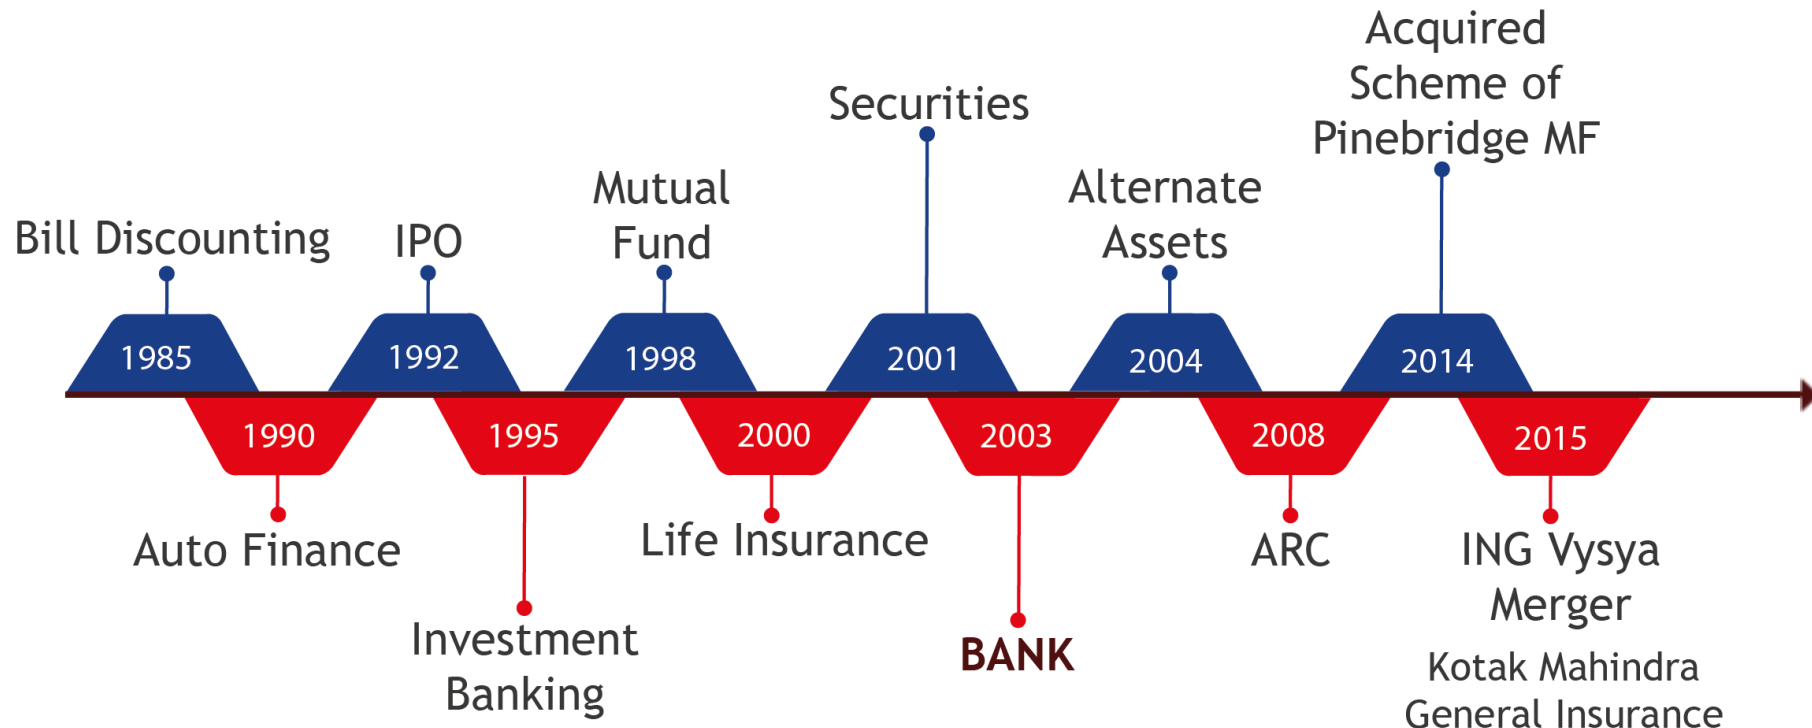 Acquired
Scheme of
Pinebridge MF
Securities
Mutual
Fund
Alternate
Assets
Bill Discounting
IPO
1985
1992
1998
2001
2004
2014
1990
1995
2000
2003
2008
2015
Auto Finance
Life Insurance
ARC
ING Vysya
Merger
Investment
Banking
BANK
Kotak Mahindra
General Insurance